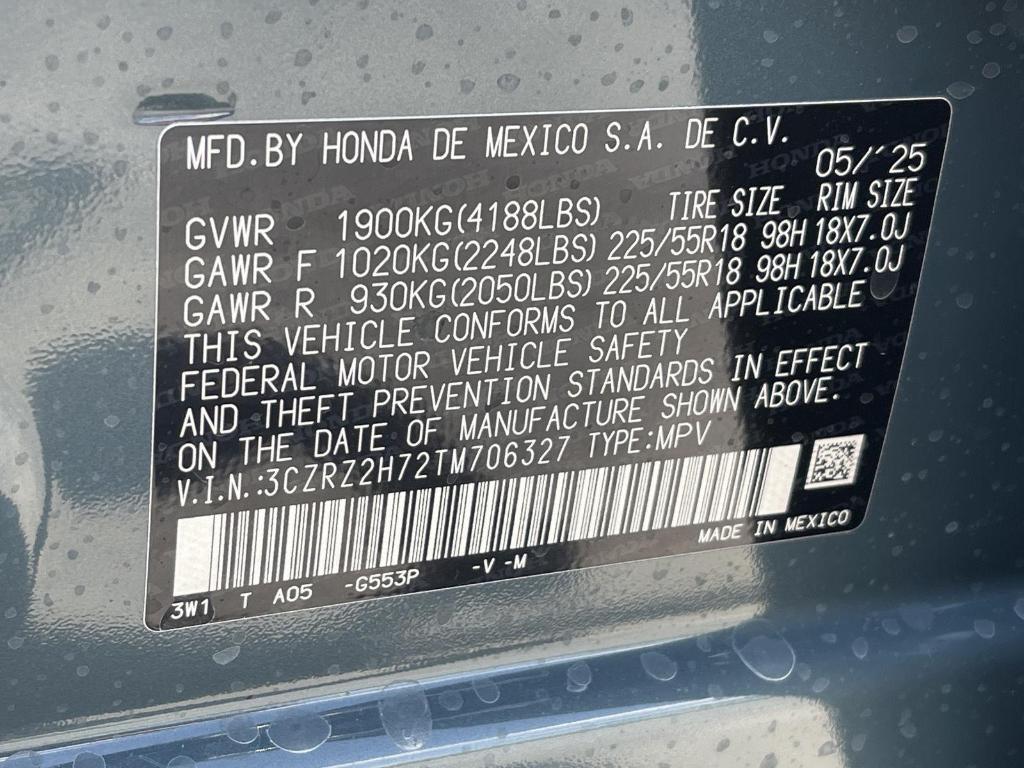 MFD.BY HONDA DE MEXICO S.A. DE C.V.
05/'25
GVWR 1900KG(4188LBS) TIRE SIZE RIM SIZE
GAWR F 1020KG(2248LBS) 225/55R18 98H 18X7.0J
GAWR R 930KG(2050LBS) 225/55R18 98H 18X7.0J
THIS VEHICLE CONFORMS TO ALL APPLICABLE
FEDERAL MOTOR VEHICLE SAFETY
AND THEFT PREVENTION STANDARDS IN EFFECT
ON THE DATE OF MANUFACTURE SHOWN ABOVE.
V.I.N.:3CZRZ2H72TM706327 TYPE:MPV
MADE IN MEXICO
3W1 T A05 -G553P -V -M